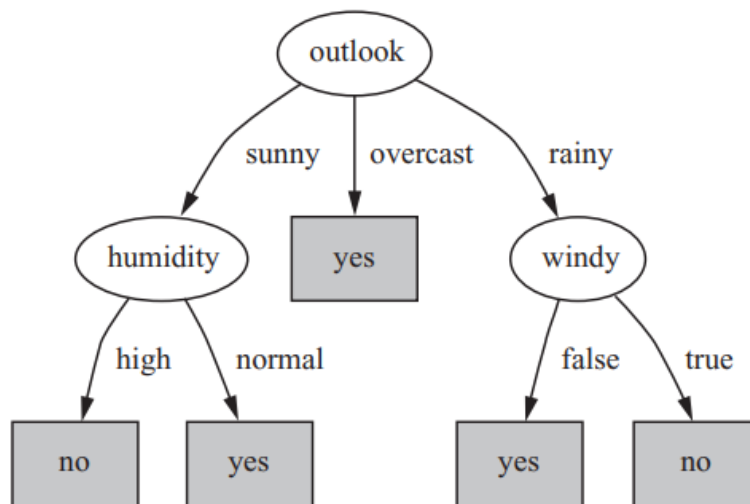 outlook
sunny overcast rainy
humidity yes windy
high normal false true
no yes yes no